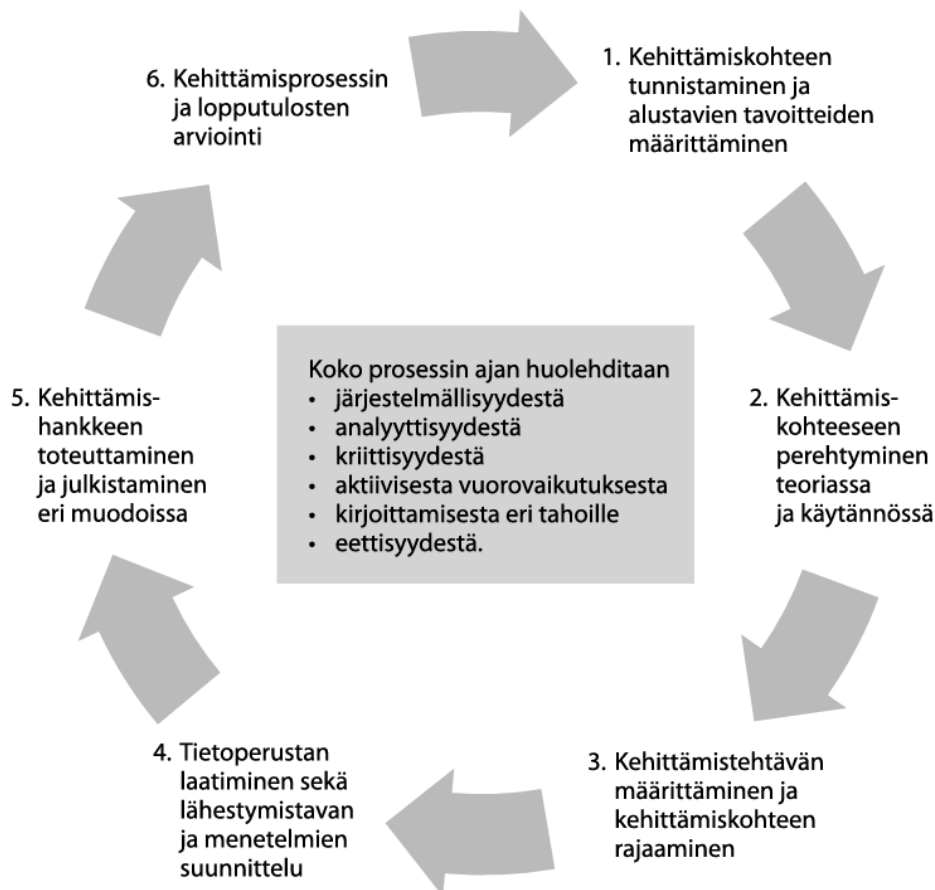 1. Kehittämiskohteen
tunnistaminen ja
alustavien tavoitteiden
määrittäminen
2. Kehittämis-
kohteeseen
perehtyminen
teoriassa
ja käytännössä
3. Kehittämistehtävän
määrittäminen ja
kehittämiskohteen
rajaaminen
4. Tietoperustan
laatiminen sekä
lähestymistavan
ja menetelmien
suunnittelu
5. Kehittämis-
hankkeen
toteuttaminen
ja julkistaminen
eri muodoissa
6. Kehittämisprosessin
ja lopputulosten
arviointi
Koko prosessin ajan huolehditaan
• järjestelmällisyydestä
• analyyttisyydestä
• kriittisyydestä
• aktiivisesta vuorovaikutuksesta
• kirjoittamisesta eri tahoille
• eettisyydestä.